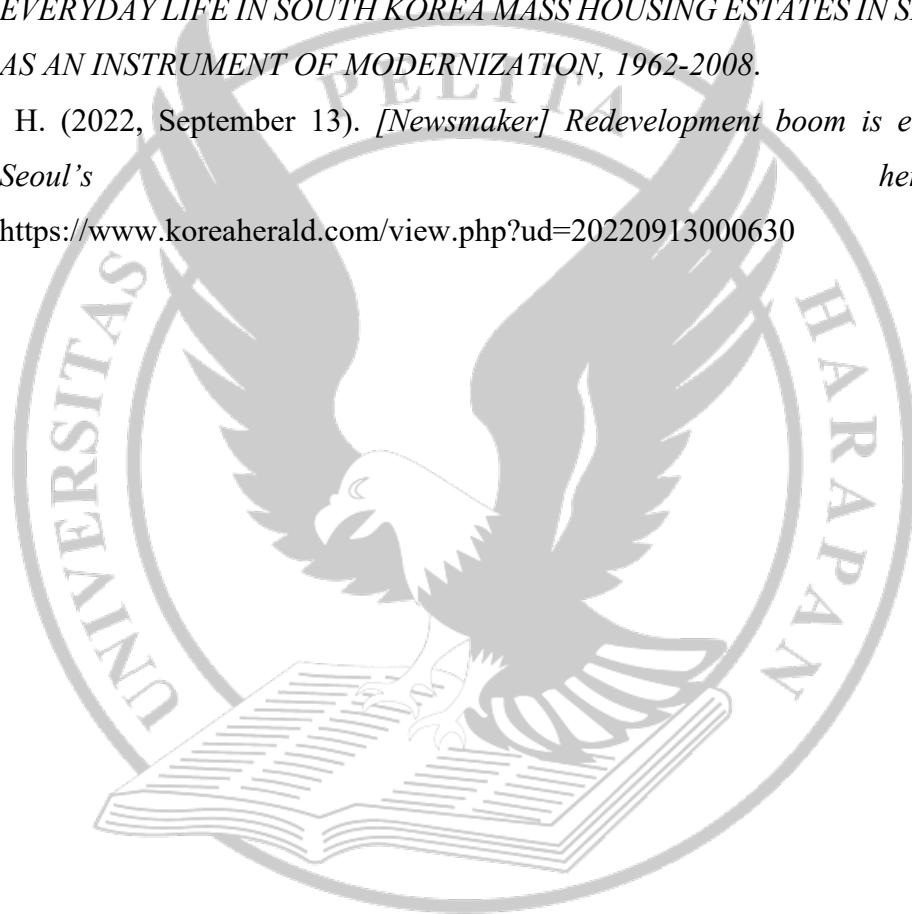 EVERYDAY LIFE IN SOUTH KOREA MASS HOUSING ESTATES IN
AS AN INSTRUMENT OF MODERNIZATION, 1962-2008.
H. (2022, September 13). [Newsmaker] Redevelopment boom is
Seoul’s
https://www.koreaherald.com/view.php?ud=20220913000630
UNIVERSITAS PELITA HARAPAN